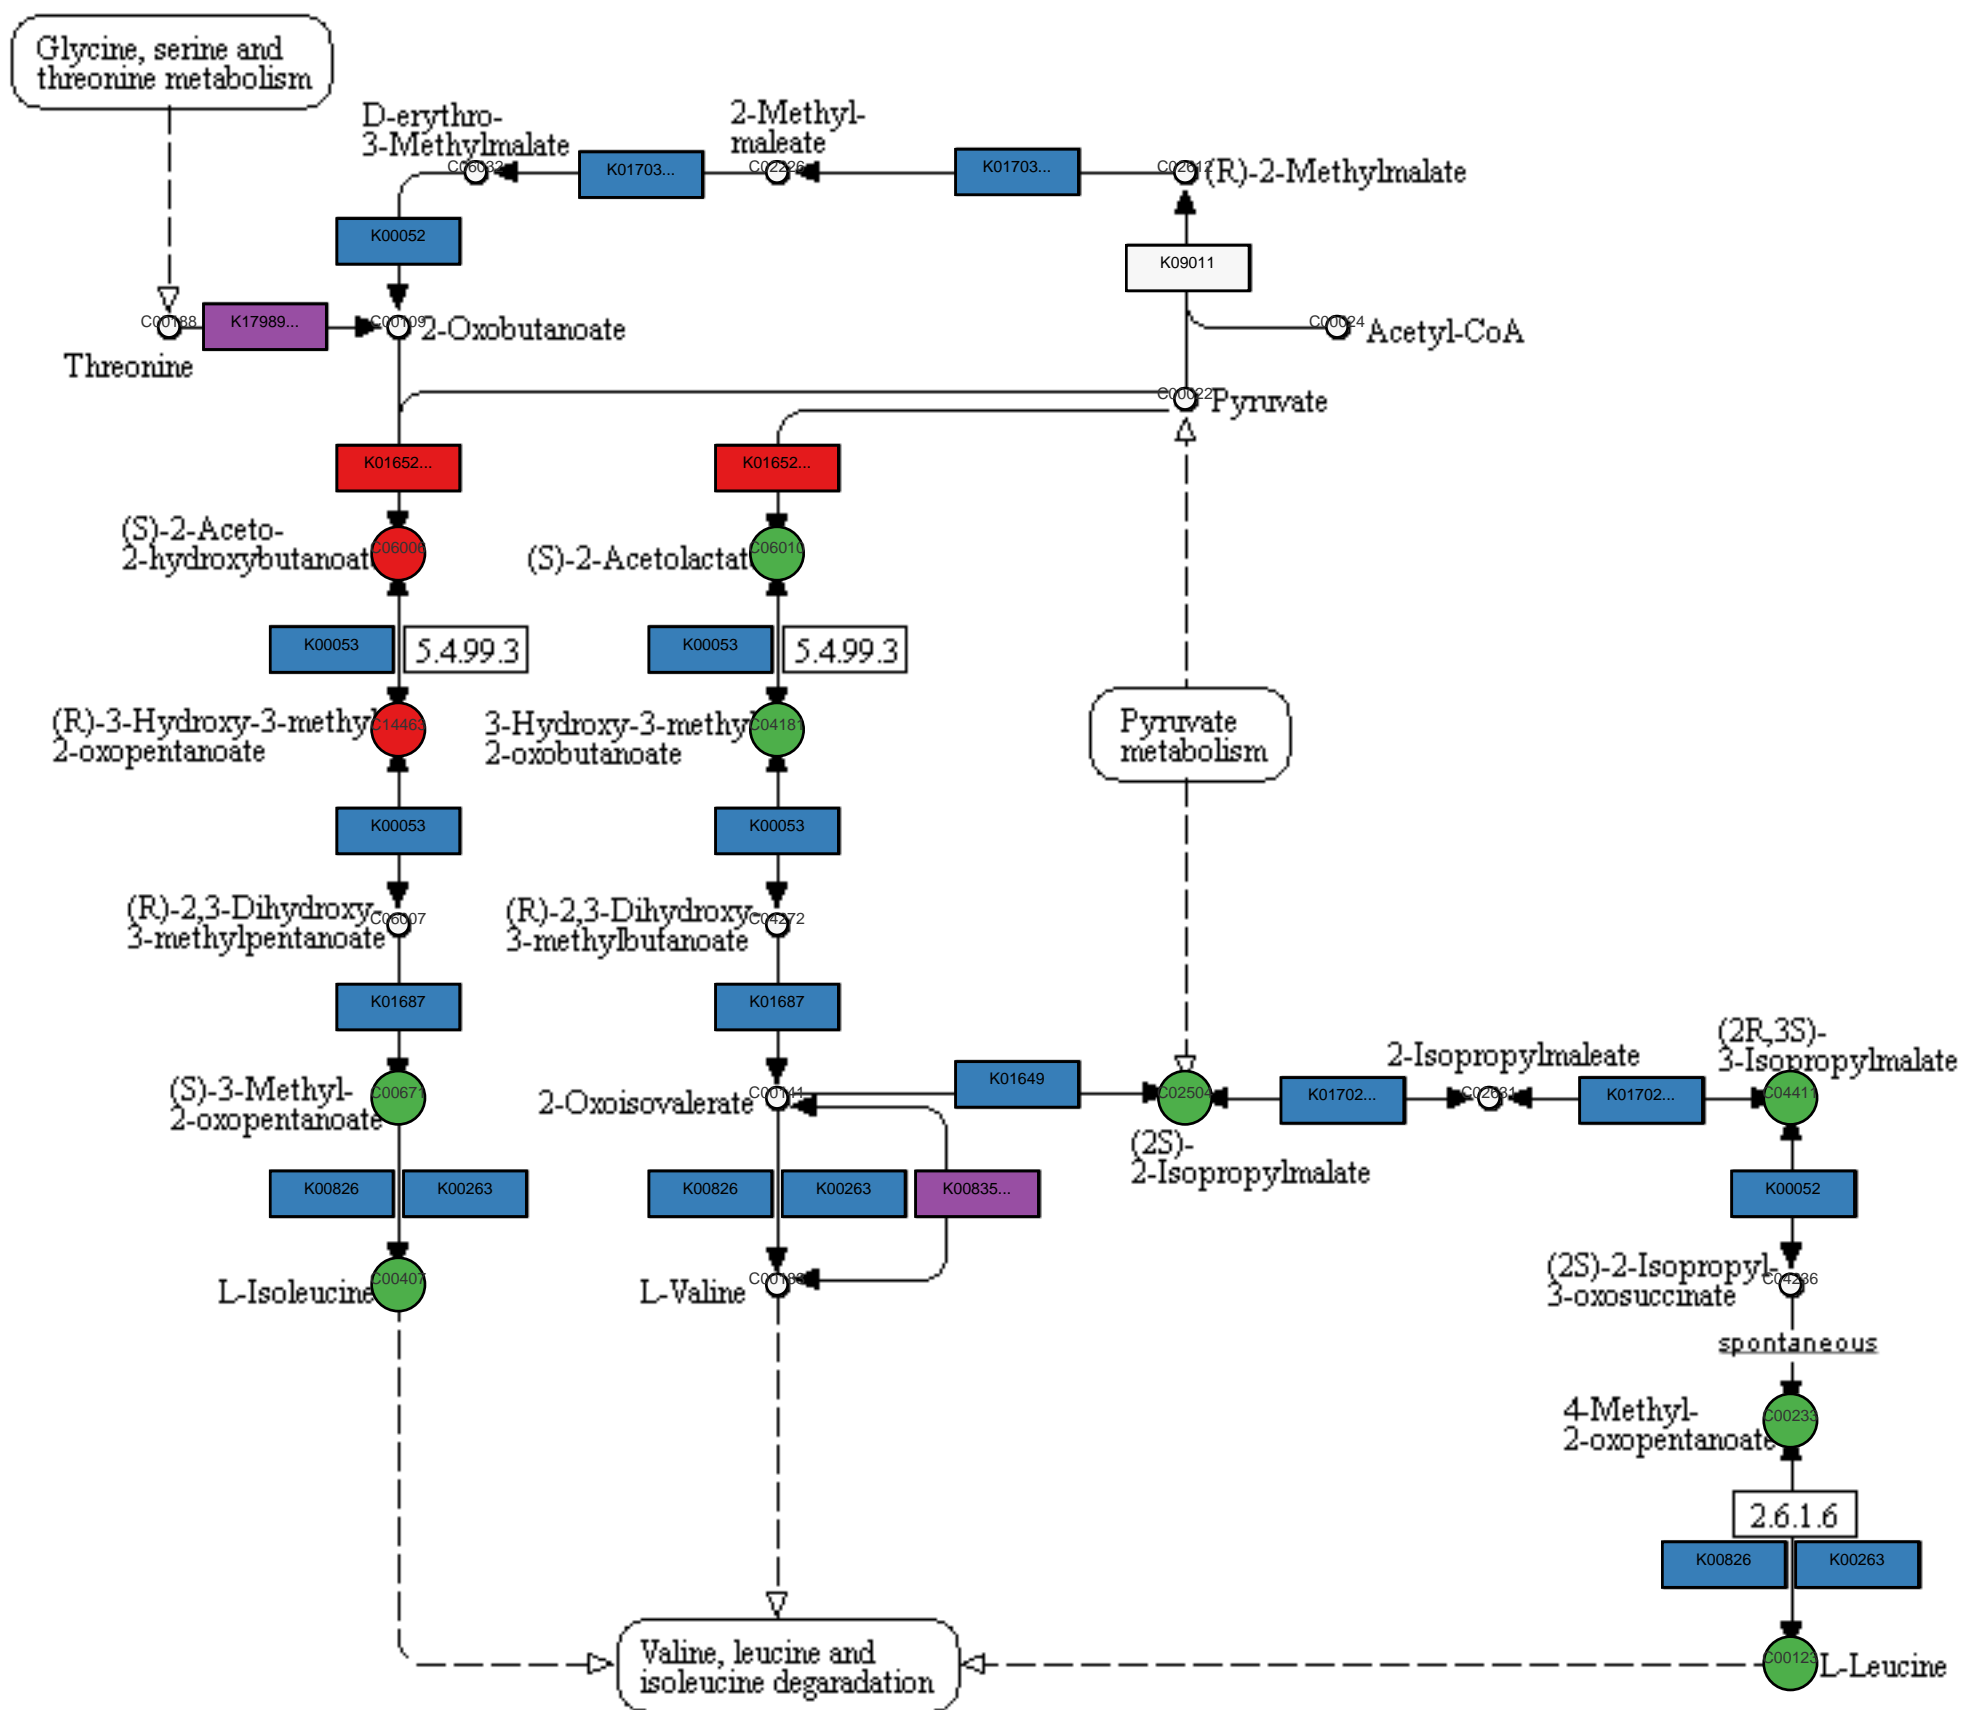 Glycine, serine and
threonine metabolism
D-erythro-
3-Methylmalate
2-Methyl-
maleate
C06032
K01703...
C02226
K01703...
C02612
(R)-2-Methylmalate
K00052
K09011
C00188
K17989...
C00109
2-Oxobutanoate
C00024
Acetyl-CoA
Threonine
C00022
Pyruvate
K01652...
K01652...
(S)-2-Aceto-
2-hydroxybutanoat
C06006
(S)-2-Acetolactat
C06010
K00053
5.4.99.3
K00053
5.4.99.3
(R)-3-Hydroxy-3-methyl
2-oxopentanoate
C14463
3-Hydroxy-3-methyl
2-oxobutanoate
C04181
Pyruvate
metabolism
K00053
K00053
(R)-2,3-Dihydroxy-
3-methylpentanoate
C06007
(R)-2,3-Dihydroxy-
3-methylbutanoate
C04272
K01687
K01687
(S)-3-Methyl-
2-oxopentanoate
C00671
2-Oxoisovalerate
C00141
K01649
C02504
(2S)-
2-Isopropylmalate
K01702...
2-Isopropylmaleate
C02631
K01702...
(2R,3S)-
3-Isopropylmalate
C04411
K00826
K00263
K00826
K00263
K00835...
K00052
L-Isoleucine
C00407
L-Valine
C00183
(2S)-2-Isopropyl-
3-oxosuccinate
C04236
spontaneous
4-Methyl-
2-oxopentanoate
C00233
2.6.1.6
K00826
K00263
Valine, leucine and
isoleucine degaradation
C00123
L-Leucine